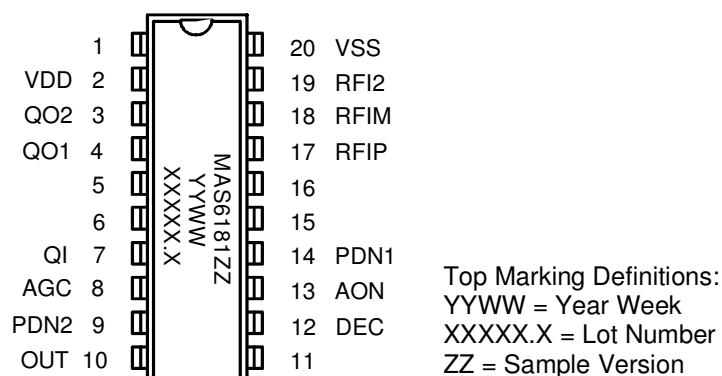 1 20 VSS
VDD 2 19 RFI2
QO2 3 18 RFIM
QO1 4 17 RFIP
5 16
6 15
QI 7 14 PDN1
AGC 8 13 AON
PDN2 9 12 DEC
OUT 10 11
MAS6181ZZ
YYWW
XXXXX.X
Top Marking Definitions:
YYWW = Year Week
XXXXX.X = Lot Number
ZZ = Sample Version